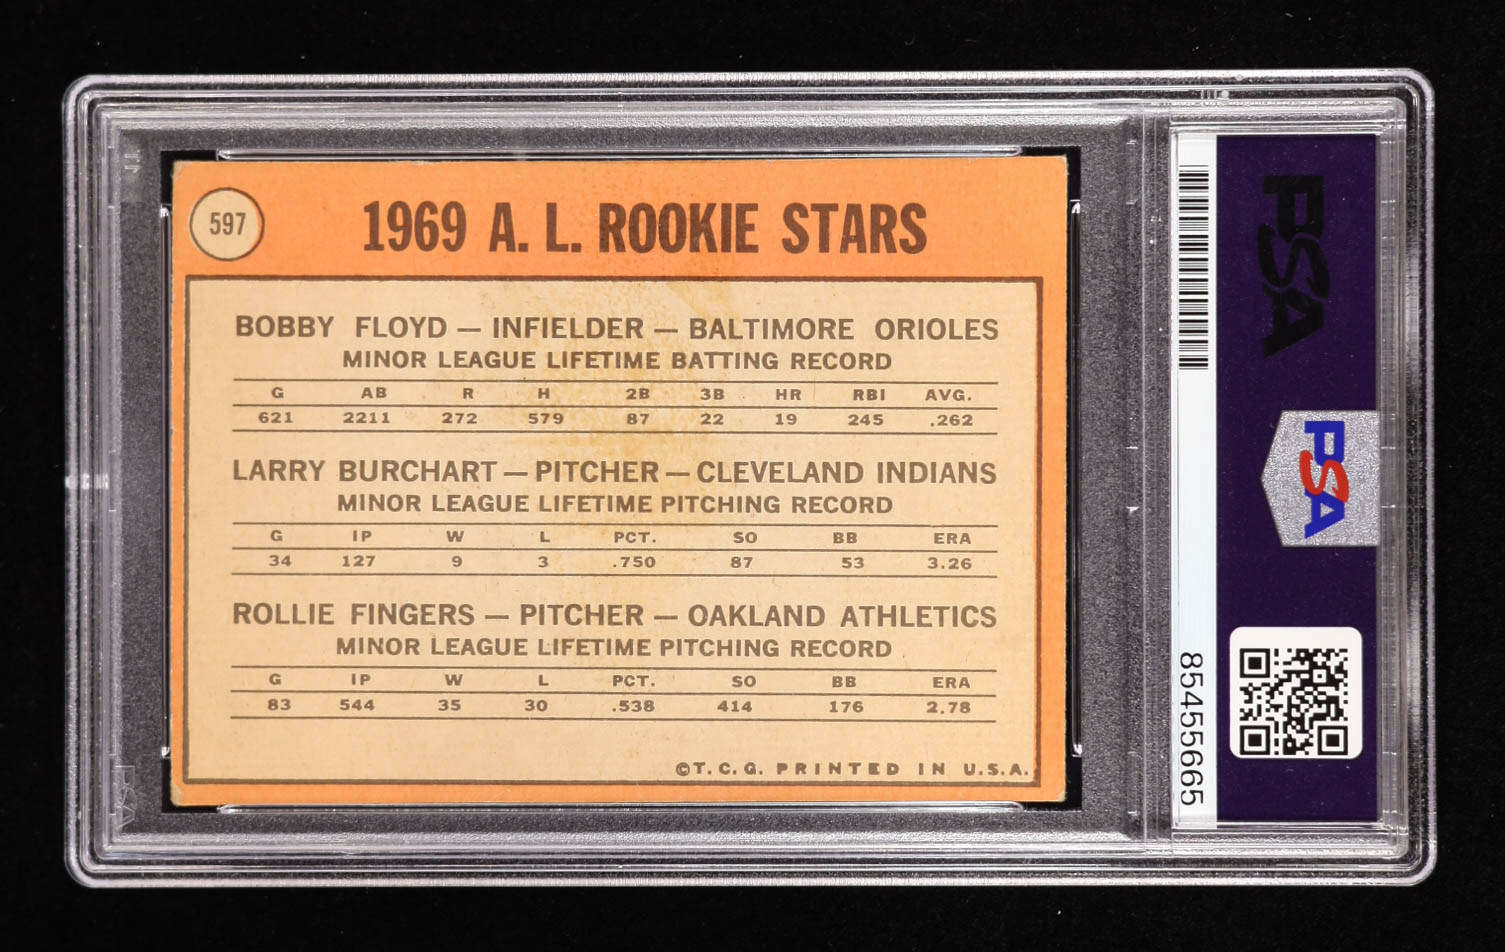 597
1969 A. L. ROOKIE STARS
BOBBY FLOYD — INFIELDER — BALTIMORE ORIOLES
MINOR LEAGUE LIFETIME BATTING RECORD
G AB R H 2B 3B HR RBI AVG.
621 2211 272 579 87 22 19 245 .262
LARRY BURCHART — PITCHER — CLEVELAND INDIANS
MINOR LEAGUE LIFETIME PITCHING RECORD
G IP W L PCT. SO BB ERA
34 127 9 3 .750 87 53 3.26
ROLLIE FINGERS — PITCHER — OAKLAND ATHLETICS
MINOR LEAGUE LIFETIME PITCHING RECORD
G IP W L PCT. SO BB ERA
83 544 35 30 .538 414 176 2.78
©T. C. G. PRINTED IN U.S.A.
PSA
PSA
85455665
PSA